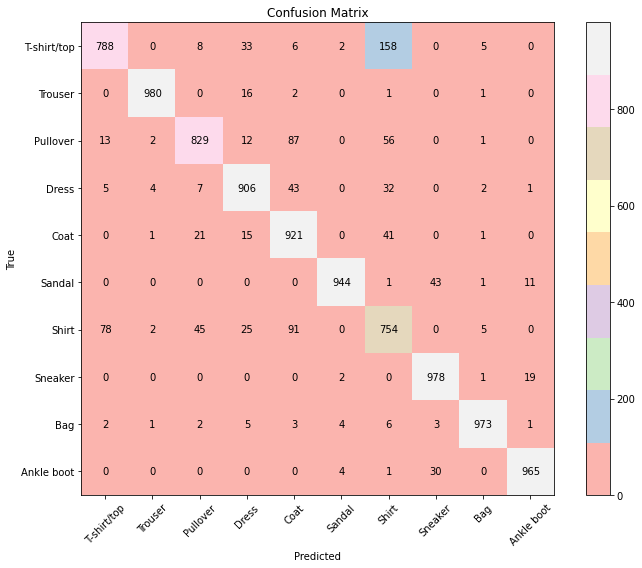 Confusion Matrix
T-shirt/top 788 0 8 33 6 2 158 0 5 0
Trouser 0 980 0 16 2 0 1 0 1 0
Pullover 13 2 829 12 87 0 56 0 1 0
Dress 5 4 7 906 43 0 32 0 2 1
Coat 0 1 21 15 921 0 41 0 1 0
Sandal 0 0 0 0 0 944 1 43 1 11
Shirt 78 2 45 25 91 0 754 0 5 0
Sneaker 0 0 0 0 0 2 0 978 1 19
Bag 2 1 2 5 3 4 6 3 973 1
Ankle boot 0 0 0 0 0 4 1 30 0 965
T-shirt/top Trouser Pullover Dress Coat Sandal Shirt Sneaker Bag Ankle boot
Predicted
True
800
600
400
200
0